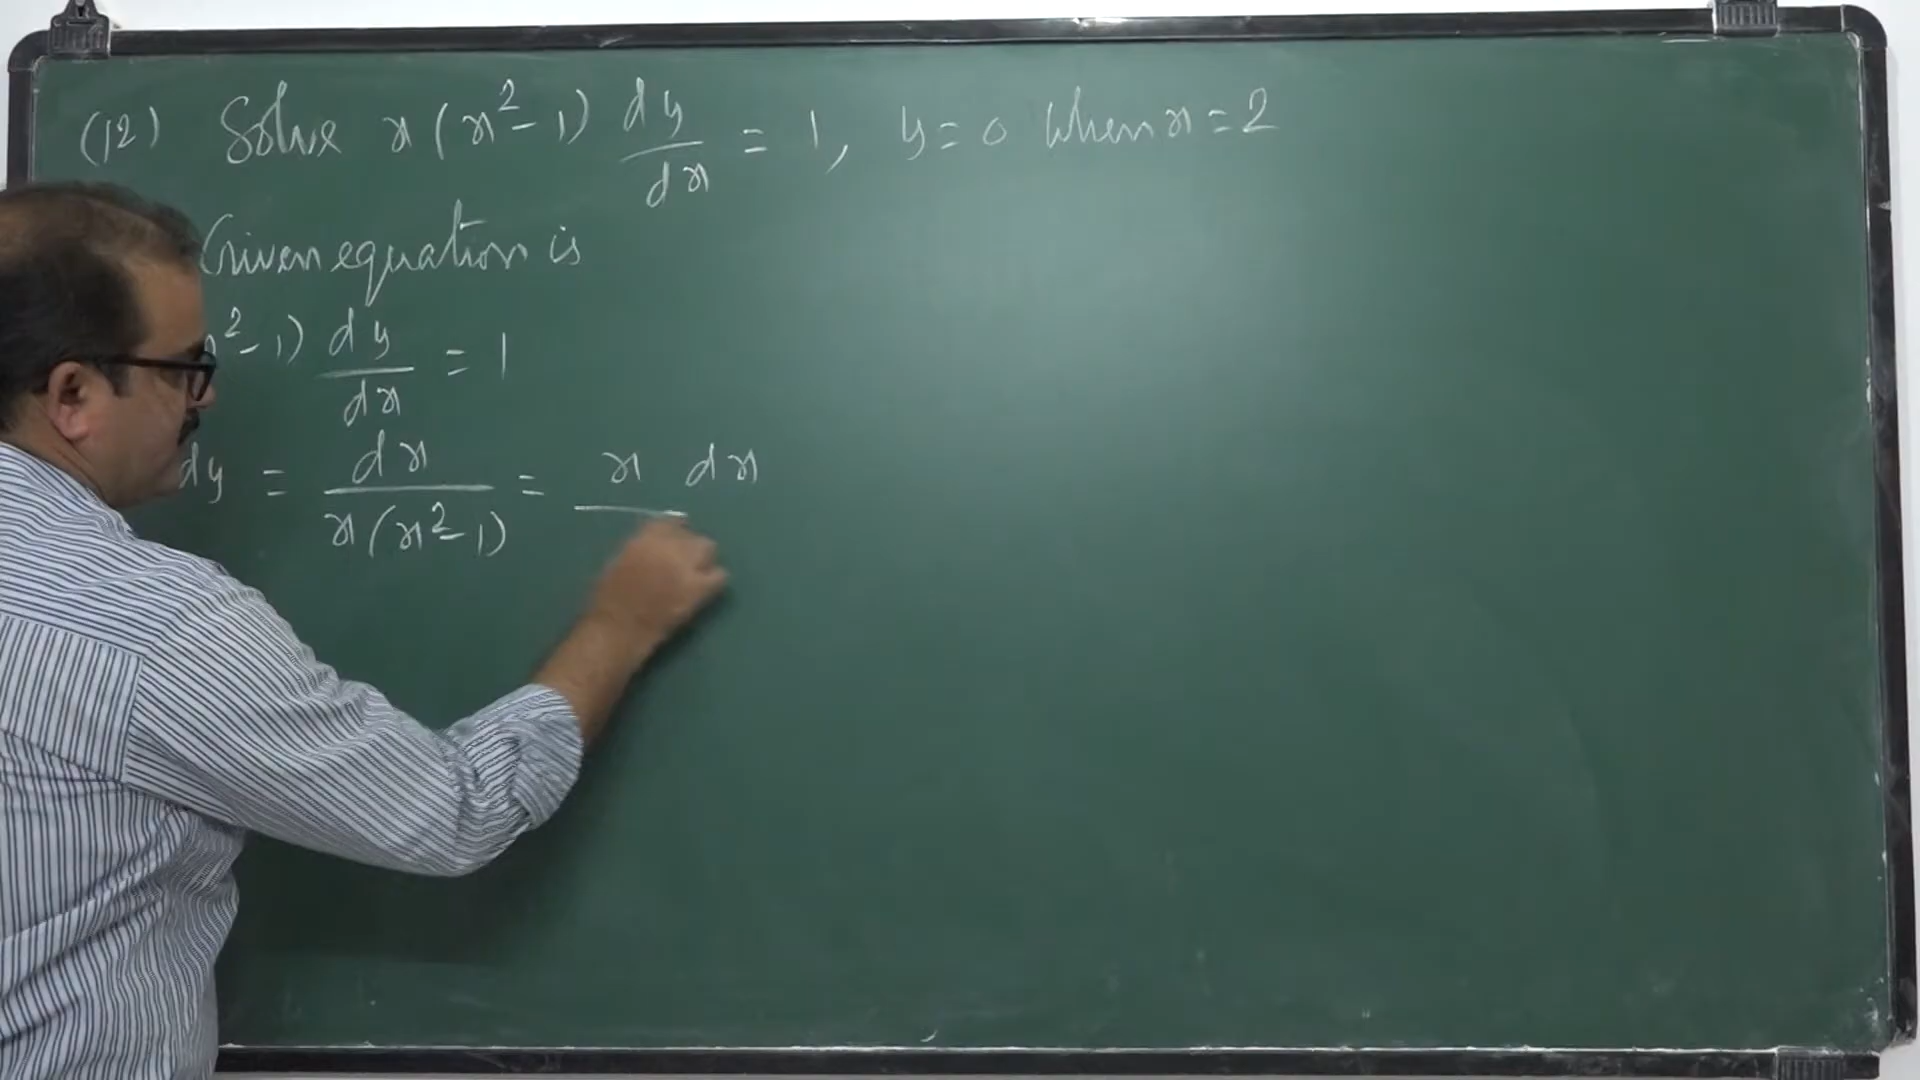 (12) Solve x(x²-1) dy/dx = 1, y=0 when x=2
Given equation is
²-1) dy/dx = 1
dy = dx/x(x²-1) = x dx